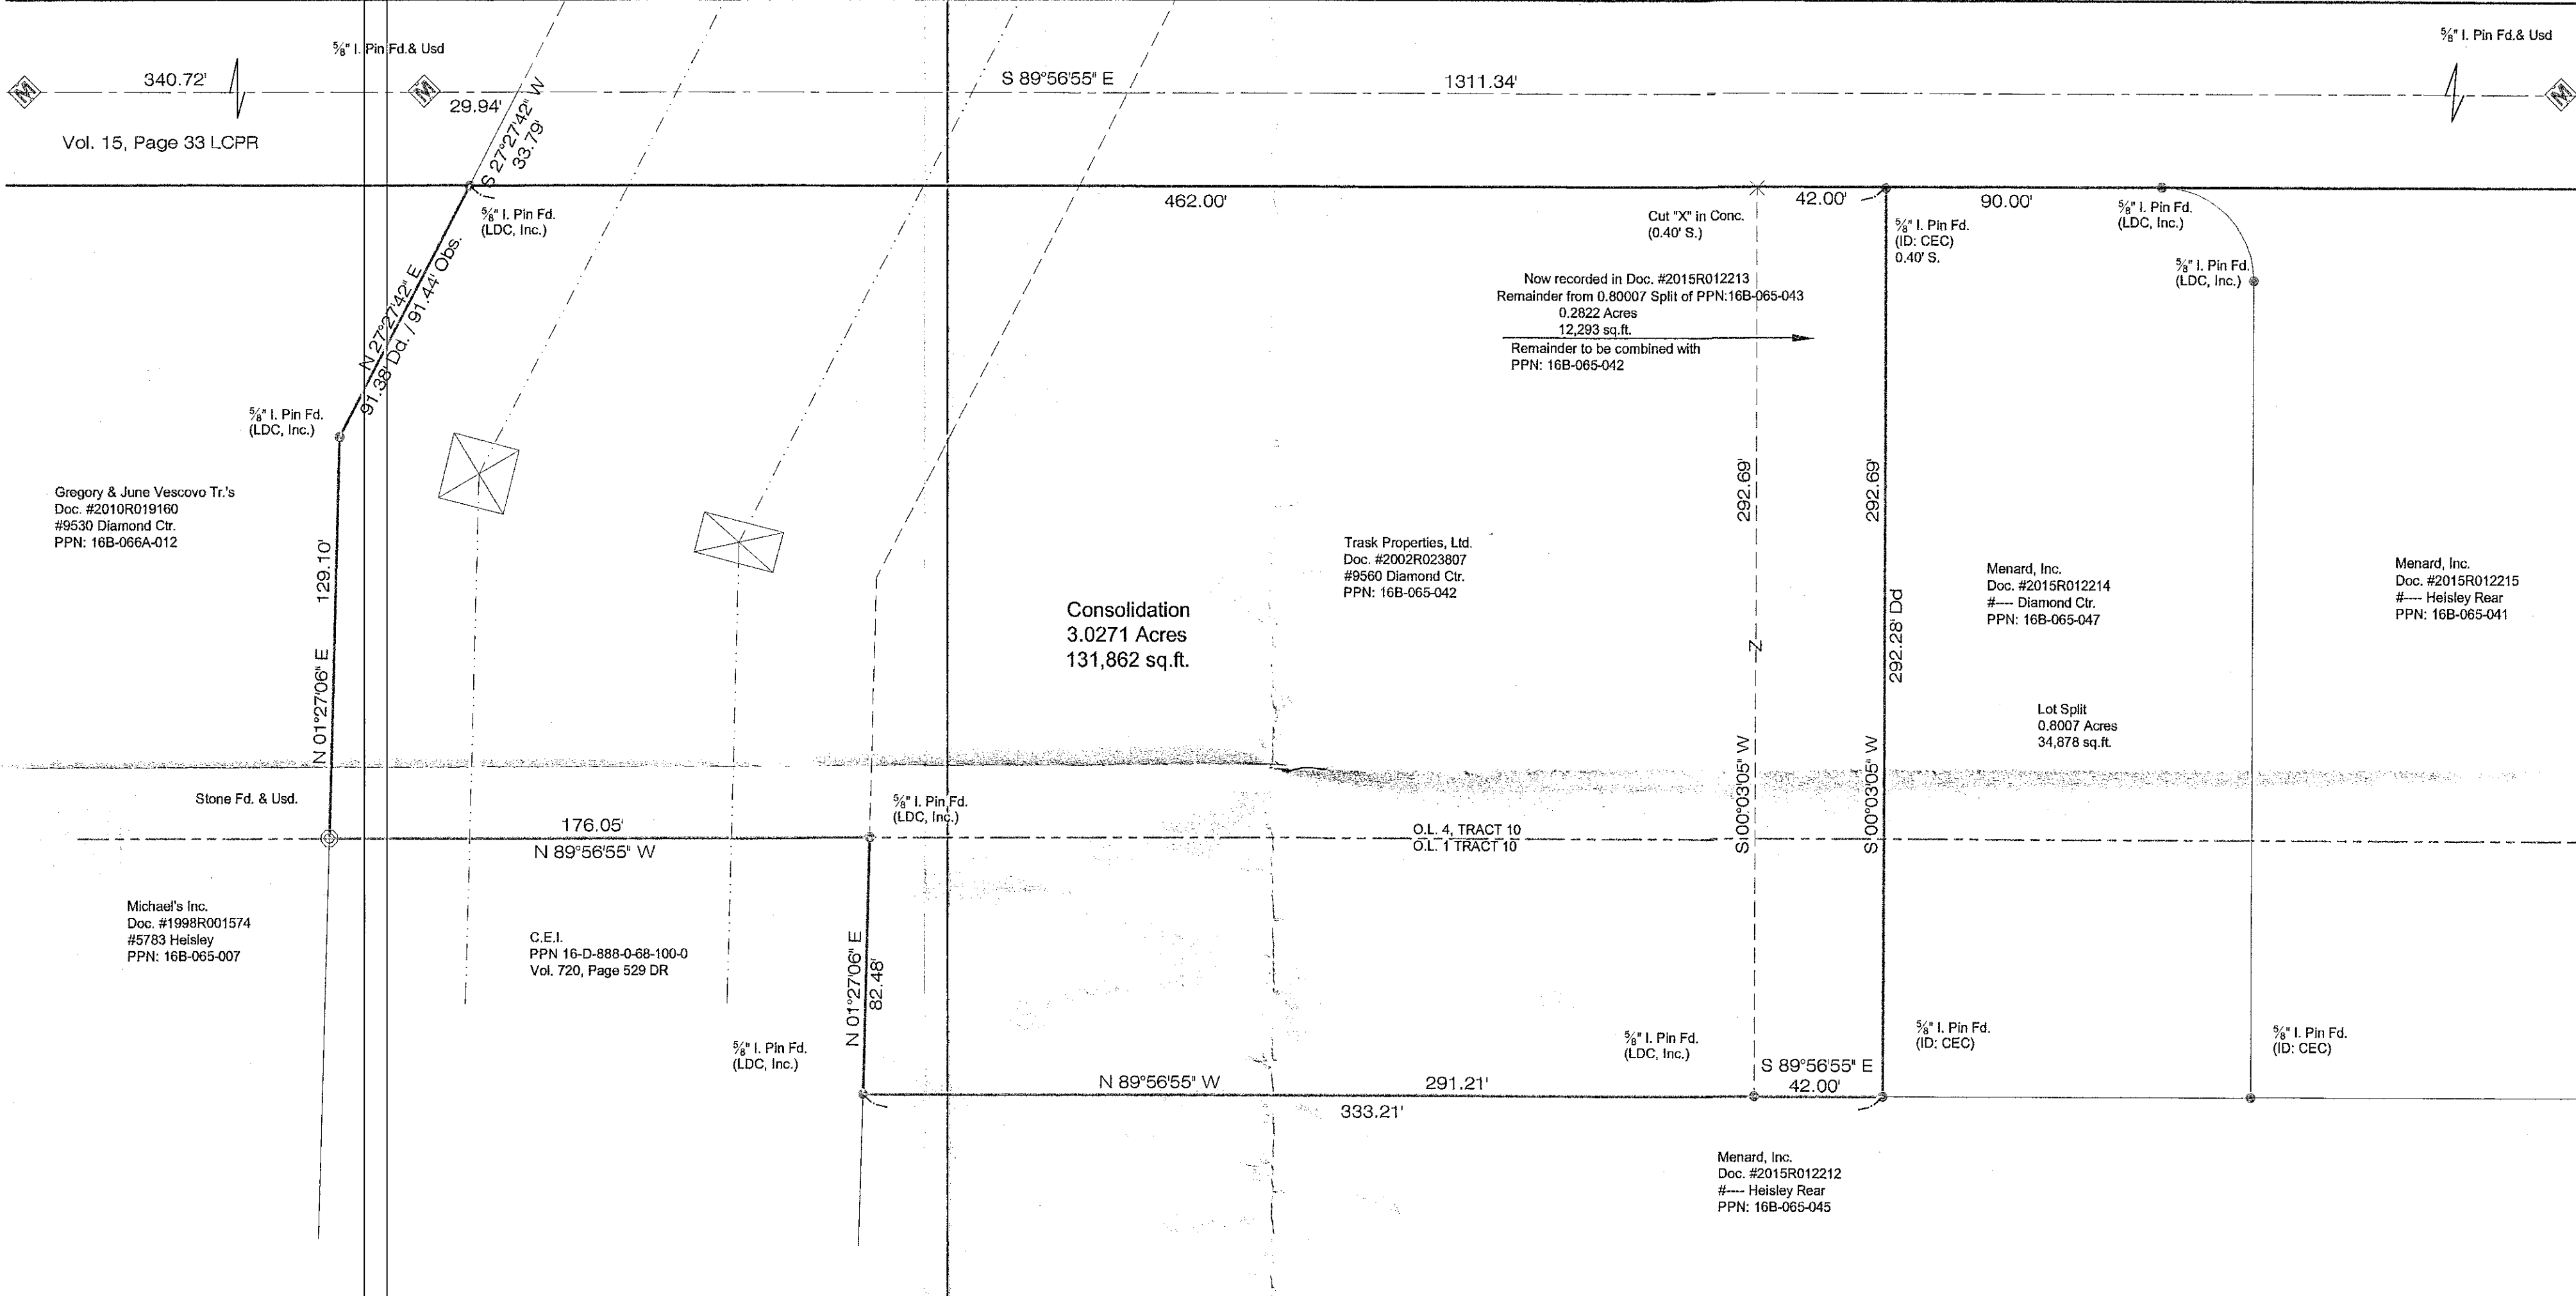 ⅝" I. Pin Fd.& Usd
⅝" I. Pin Fd.& Usd
M
340.72'
M
29.94'
S 89°56'55" E
1311.34'
M
Vol. 15, Page 33 LCPR
S 27°27'42" W
33.79'
462.00'
42.00'
90.00'
⅝" I. Pin Fd.
(LDC, Inc.)
Cut "X" in Conc.
(0.40' S.)
⅝" I. Pin Fd.
(ID: CEC)
0.40' S.
⅝" I. Pin Fd.
(LDC, Inc.)
⅝" I. Pin Fd.
(LDC, Inc.)
N 27°27'42" E
91.38' Dd. / 91.44' Obs.
Now recorded in Doc. #2015R012213
Remainder from 0.80007 Split of PPN:16B-065-043
0.2822 Acres
12,293 sq.ft.
Remainder to be combined with
PPN: 16B-065-042
⅝" I. Pin Fd.
(LDC, Inc.)
Gregory & June Vescovo Tr.'s
Doc. #2010R019160
#9530 Diamond Ctr.
PPN: 16B-066A-012
129.10'
N 01°27'06" E
Consolidation
3.0271 Acres
131,862 sq.ft.
Trask Properties, Ltd.
Doc. #2002R023807
#9560 Diamond Ctr.
PPN: 16B-065-042
292.69'
Z
S 00°03'05" W
292.69'
292.28' Dd
S 00°03'05" W
Menard, Inc.
Doc. #2015R012214
#---- Diamond Ctr.
PPN: 16B-065-047
Menard, Inc.
Doc. #2015R012215
#---- Heisley Rear
PPN: 16B-065-041
Lot Split
0.8007 Acres
34,878 sq.ft.
Stone Fd. & Usd.
176.05'
N 89°56'55" W
⅝" I. Pin Fd.
(LDC, Inc.)
O.L. 4, TRACT 10
O.L. 1 TRACT 10
Michael's Inc.
Doc. #1998R001574
#5783 Heisley
PPN: 16B-065-007
C.E.I.
PPN 16-D-888-0-68-100-0
Vol. 720, Page 529 DR
N 01°27'06" E
82.48'
⅝" I. Pin Fd.
(LDC, Inc.)
⅝" I. Pin Fd.
(LDC, Inc.)
⅝" I. Pin Fd.
(ID: CEC)
⅝" I. Pin Fd.
(ID: CEC)
N 89°56'55" W
291.21'
S 89°56'55" E
42.00'
333.21'
Menard, Inc.
Doc. #2015R012212
#---- Heisley Rear
PPN: 16B-065-045